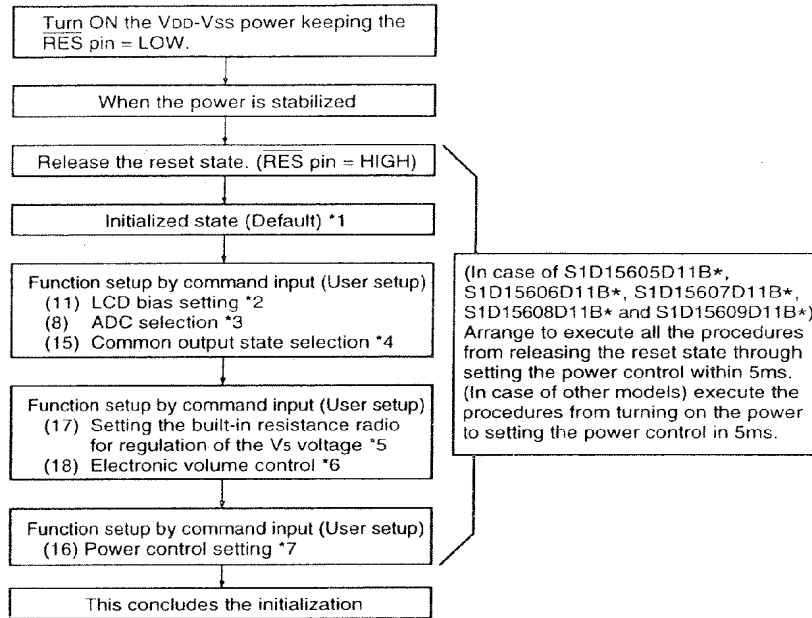 Turn ON the VDD-VSS power keeping the
RES pin = LOW.
When the power is stabilized
Release the reset state. (RES pin = HIGH)
Initialized state (Default) *1
Function setup by command input (User setup)
(11) LCD bias setting *2
(8) ADC selection *3
(15) Common output state selection *4
Function setup by command input (User setup)
(17) Setting the built-in resistance radio
for regulation of the V5 voltage *5
(18) Electronic volume control *6
Function setup by command input (User setup)
(16) Power control setting *7
This concludes the initialization
(In case of S1D15605D11B*,
S1D15606D11B*, S1D15607D11B*,
S1D15608D11B* and S1D15609D11B*)
Arrange to execute all the procedures
from releasing the reset state through
setting the power control within 5ms.
(In case of other models) execute the
procedures from turning on the power
to setting the power control in 5ms.